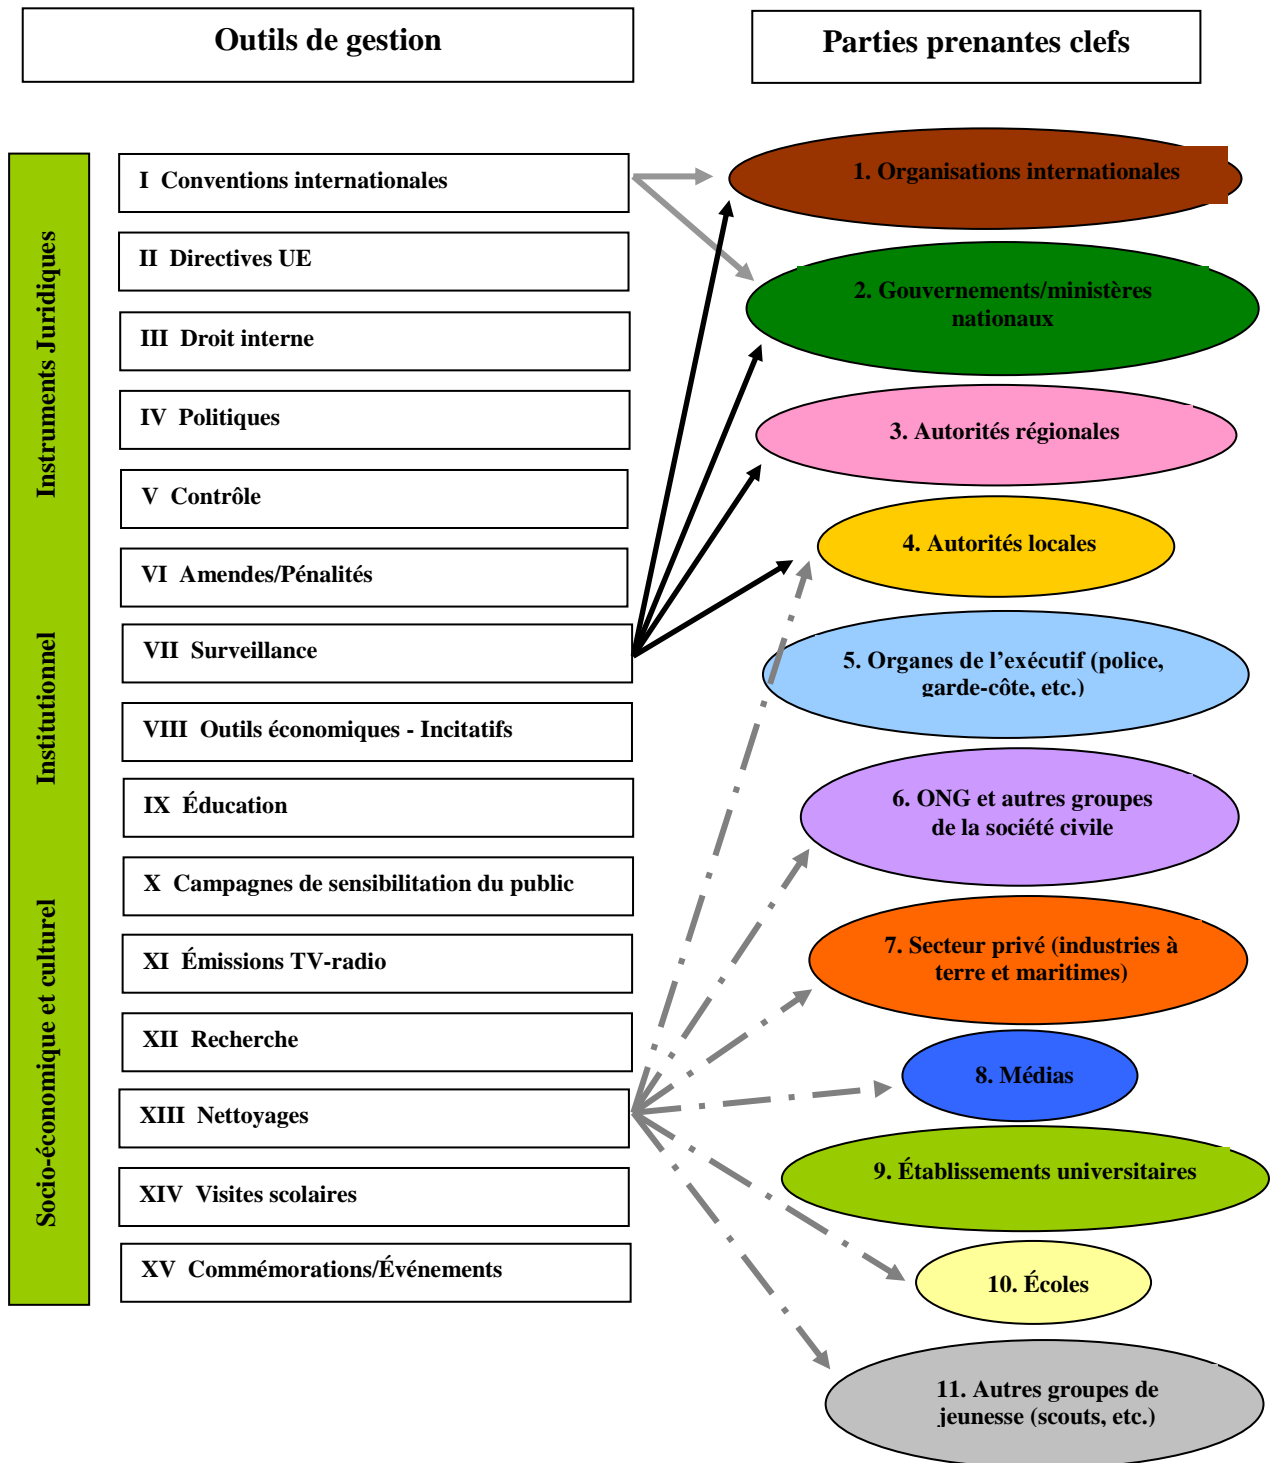 Outils de gestion
Parties prenantes clefs
Instruments Juridiques
Institutionnel
Socio-économique et culturel
I Conventions internationales
II Directives UE
III Droit interne
IV Politiques
V Contrôle
VI Amendes/Pénalités
VII Surveillance
VIII Outils économiques - Incitatifs
IX Éducation
X Campagnes de sensibilitation du public
XI Émissions TV-radio
XII Recherche
XIII Nettoyages
XIV Visites scolaires
XV Commémorations/Événements
1. Organisations internationales
2. Gouvernements/ministères
nationaux
3. Autorités régionales
4. Autorités locales
5. Organes de l’exécutif (police,
garde-côte, etc.)
6. ONG et autres groupes
de la société civile
7. Secteur privé (industries à
terre et maritimes)
8. Médias
9. Établissements universitaires
10. Écoles
11. Autres groupes de
jeunesse (scouts, etc.)